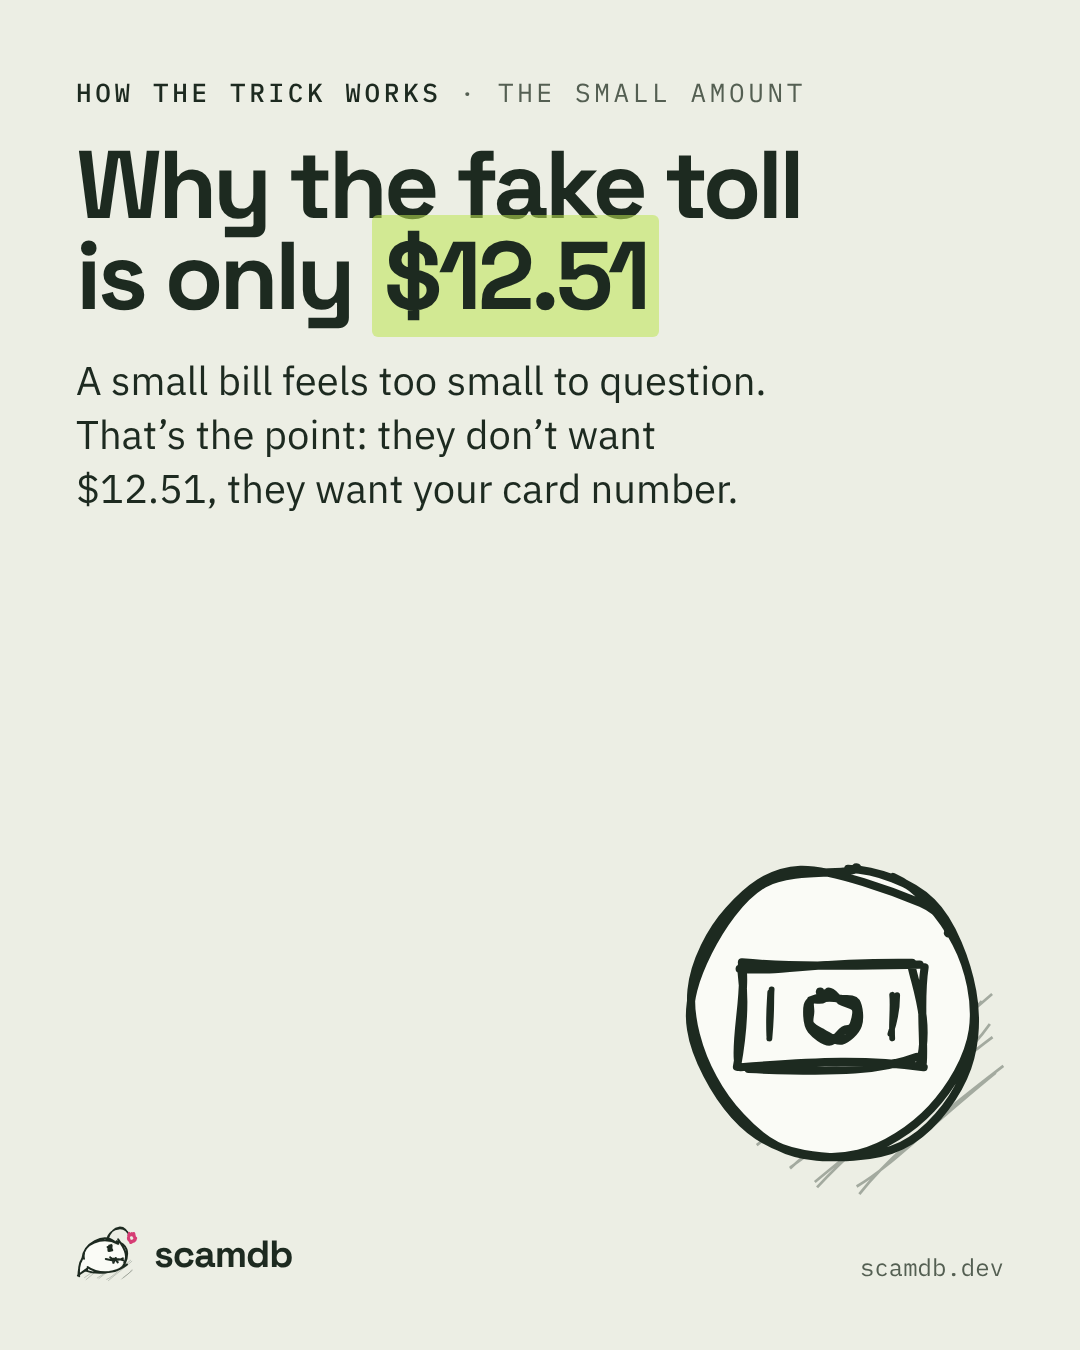 HOW THE TRICK WORKS · THE SMALL AMOUNT
Why the fake toll
is only $12.51
A small bill feels too small to question.
That’s the point: they don’t want
$12.51, they want your card number.
scamdb
scamdb.dev